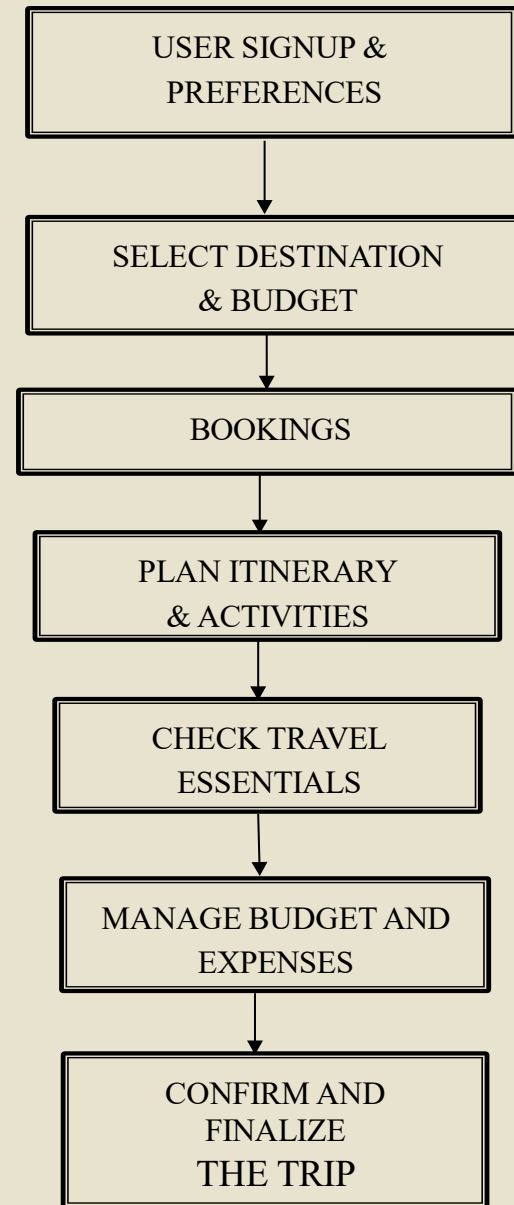 USER SIGNUP &
PREFERENCES
SELECT DESTINATION
& BUDGET
BOOKINGS
PLAN ITINERARY
& ACTIVITIES
CHECK TRAVEL
ESSENTIALS
MANAGE BUDGET AND
EXPENSES
CONFIRM AND
FINALIZE
THE TRIP